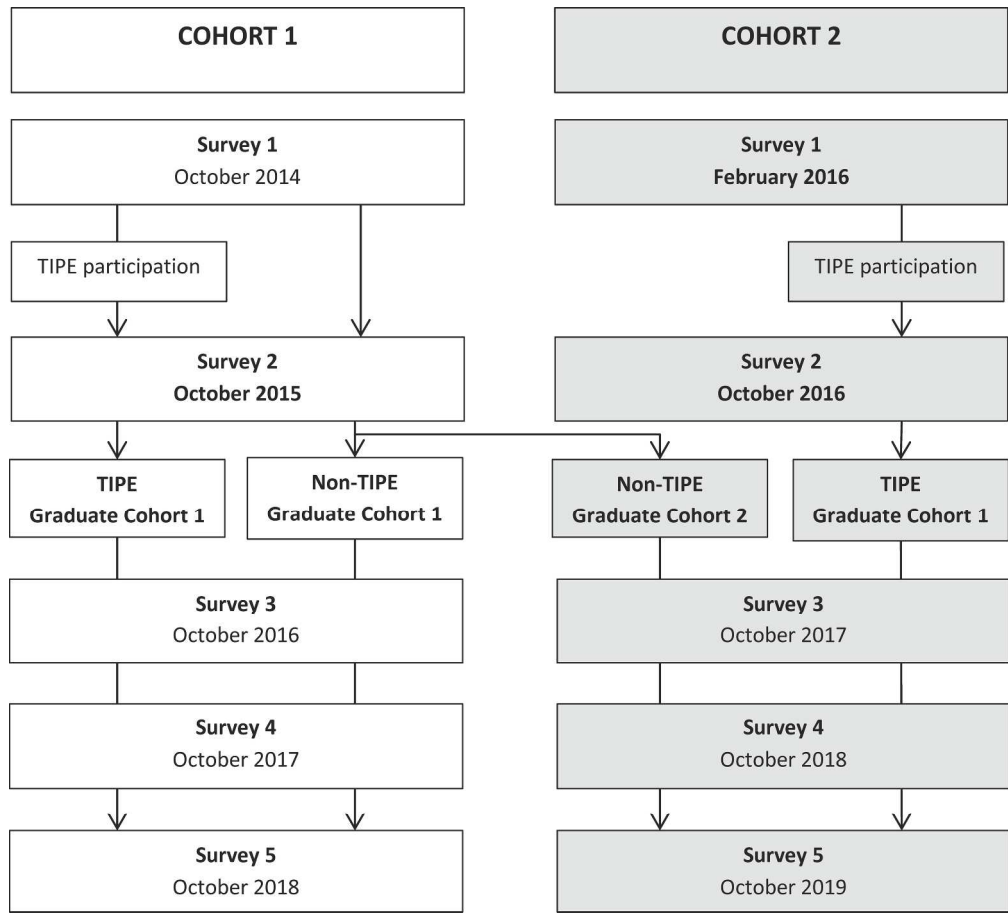 COHORT 1
COHORT 2
Survey 1
October 2014
Survey 1
February 2016
TIPE participation
TIPE participation
Survey 2
October 2015
Survey 2
October 2016
TIPE
Graduate Cohort 1
Non-TIPE
Graduate Cohort 1
Non-TIPE
Graduate Cohort 2
TIPE
Graduate Cohort 1
Survey 3
October 2016
Survey 3
October 2017
Survey 4
October 2017
Survey 4
October 2018
Survey 5
October 2018
Survey 5
October 2019